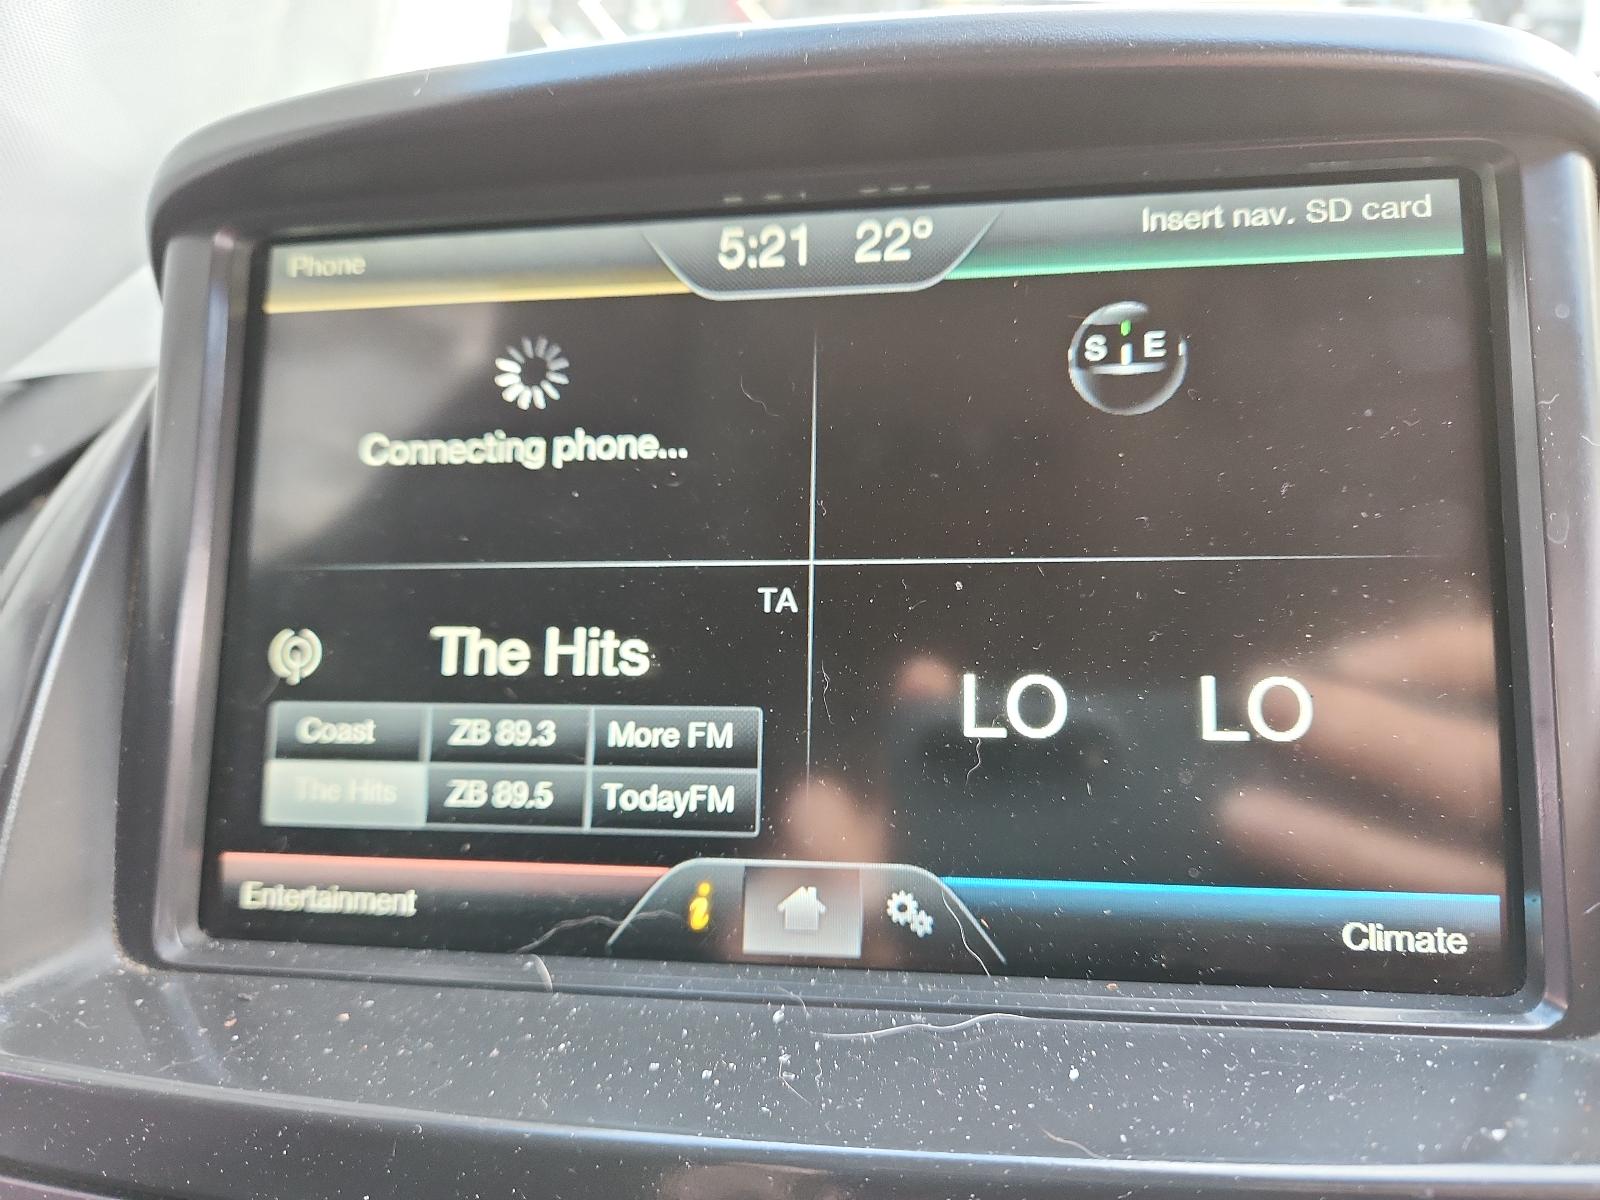 Phone
5:21 22°
Insert nav. SD card
Connecting phone...
S E
TA
The Hits
Coast ZB 89.3 More FM
The Hits ZB 89.5 TodayFM
LO LO
Entertainment
i
Climate